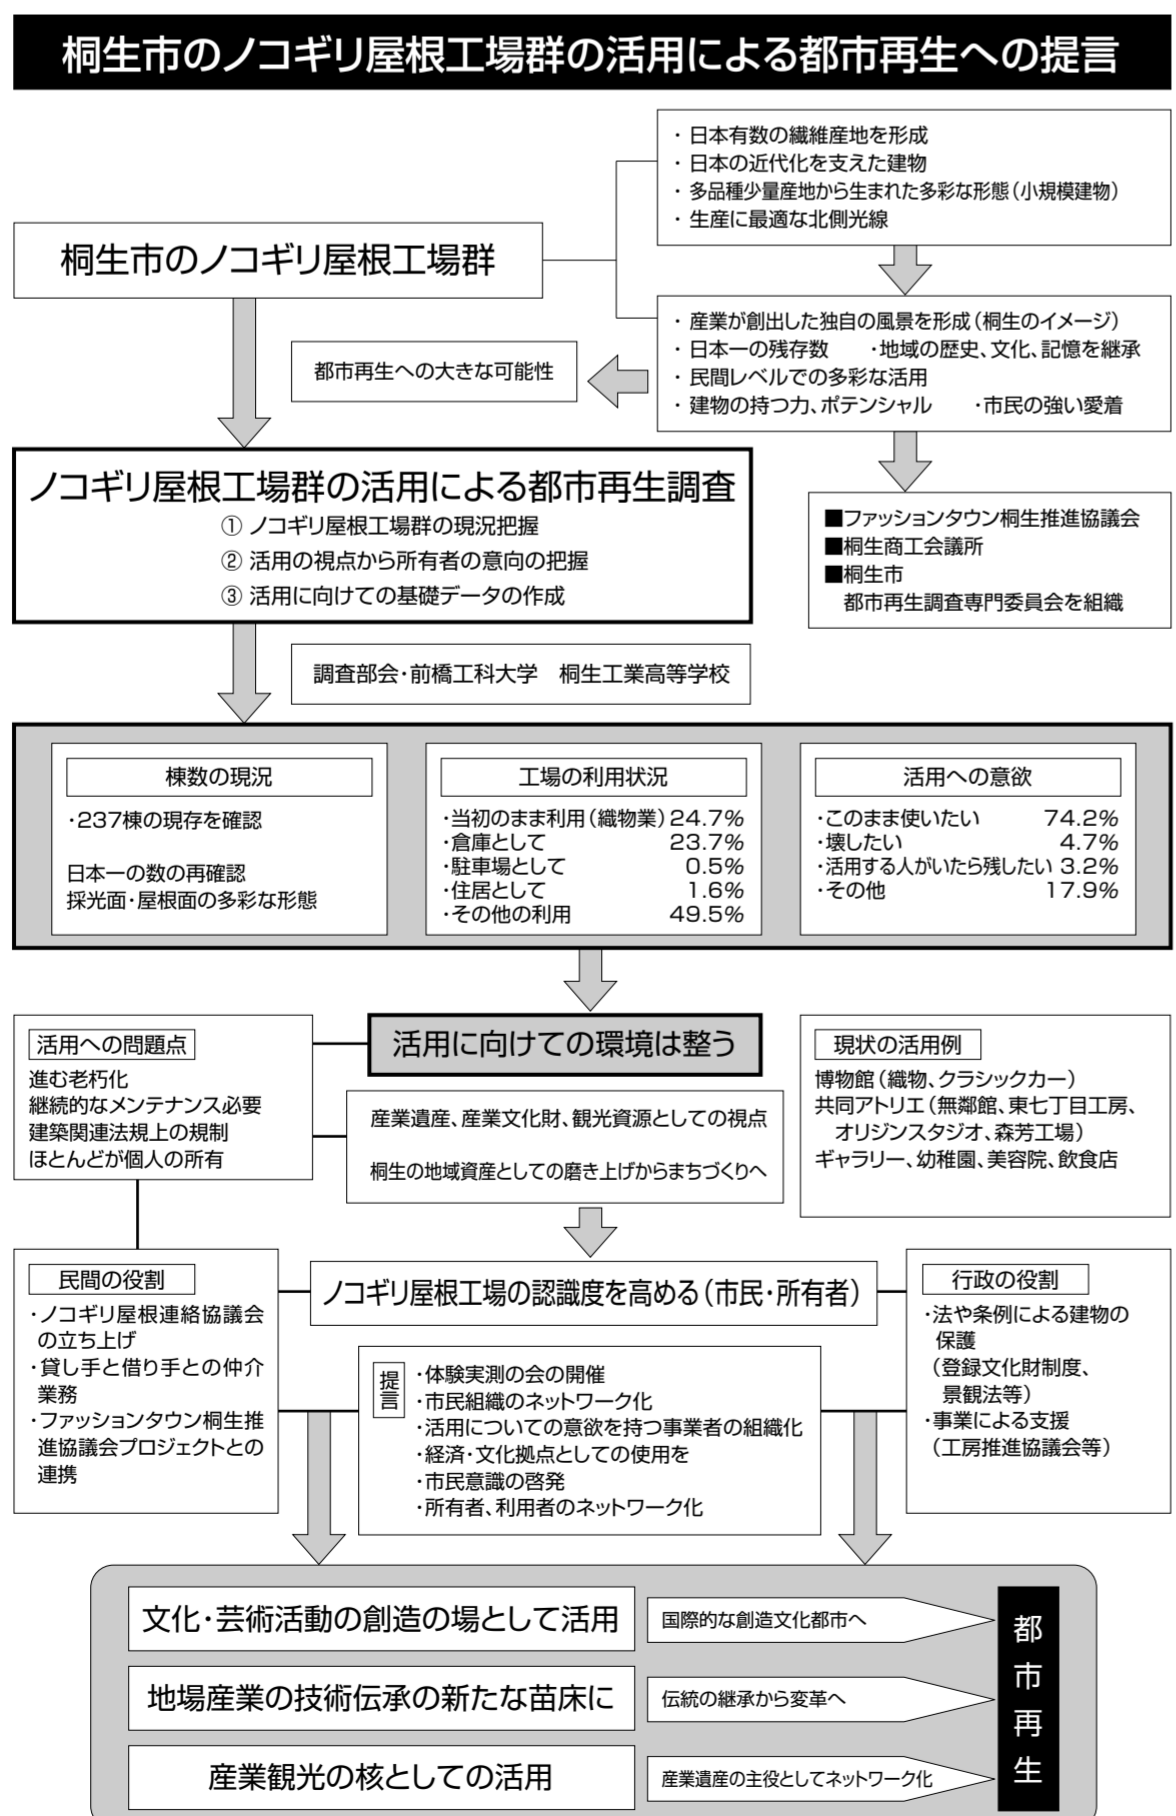 桐生市のノコギリ屋根工場群の活用による都市再生への提言
・日本有数の繊維産地を形成
・日本の近代化を支えた建物
・多品種少量産地から生まれた多彩な形態（小規模建物）
・生産に最適な北側光線
桐生市のノコギリ屋根工場群
・産業が創出した独自の風景を形成（桐生のイメージ）
・日本一の残存数　・地域の歴史、文化、記憶を継承
・民間レベルでの多彩な活用
・建物の持つ力、ポテンシャル　・市民の強い愛着
都市再生への大きな可能性
ノコギリ屋根工場群の活用による都市再生調査
① ノコギリ屋根工場群の現況把握
② 活用の視点から所有者の意向の把握
③ 活用に向けての基礎データの作成
■ファッションタウン桐生推進協議会
■桐生商工会議所
■桐生市
都市再生調査専門委員会を組織
調査部会・前橋工科大学　桐生工業高等学校
棟数の現況
・237棟の現存を確認
日本一の数の再確認
採光面・屋根面の多彩な形態
工場の利用状況
・当初のまま利用（織物業）24.7%
・倉庫として 23.7%
・駐車場として 0.5%
・住居として 1.6%
・その他の利用 49.5%
活用への意欲
・このまま使いたい 74.2%
・壊したい 4.7%
・活用する人がいたら残したい 3.2%
・その他 17.9%
活用に向けての環境は整う
活用への問題点
進む老朽化
継続的なメンテナンス必要
建築関連法規上の規制
ほとんどが個人の所有
産業遺産、産業文化財、観光資源としての視点
桐生の地域資産としての磨き上げからまちづくりへ
現状の活用例
博物館（織物、クラシックカー）
共同アトリエ（無鄰館、東七丁目工房、
オリジンスタジオ、森芳工場）
ギャラリー、幼稚園、美容院、飲食店
民間の役割
・ノコギリ屋根連絡協議会
の立ち上げ
・貸し手と借り手との仲介
業務
・ファッションタウン桐生推
進協議会プロジェクトとの
連携
ノコギリ屋根工場の認識度を高める（市民・所有者）
提言
・体験実測の会の開催
・市民組織のネットワーク化
・活用についての意欲を持つ事業者の組織化
・経済・文化拠点としての使用を
・市民意識の啓発
・所有者、利用者のネットワーク化
行政の役割
・法や条例による建物の
保護
（登録文化財制度、
景観法等）
・事業による支援
（工房推進協議会等）
文化・芸術活動の創造の場として活用
国際的な創造文化都市へ
地場産業の技術伝承の新たな苗床に
伝統の継承から変革へ
産業観光の核としての活用
産業遺産の主役としてネットワーク化
都市再生